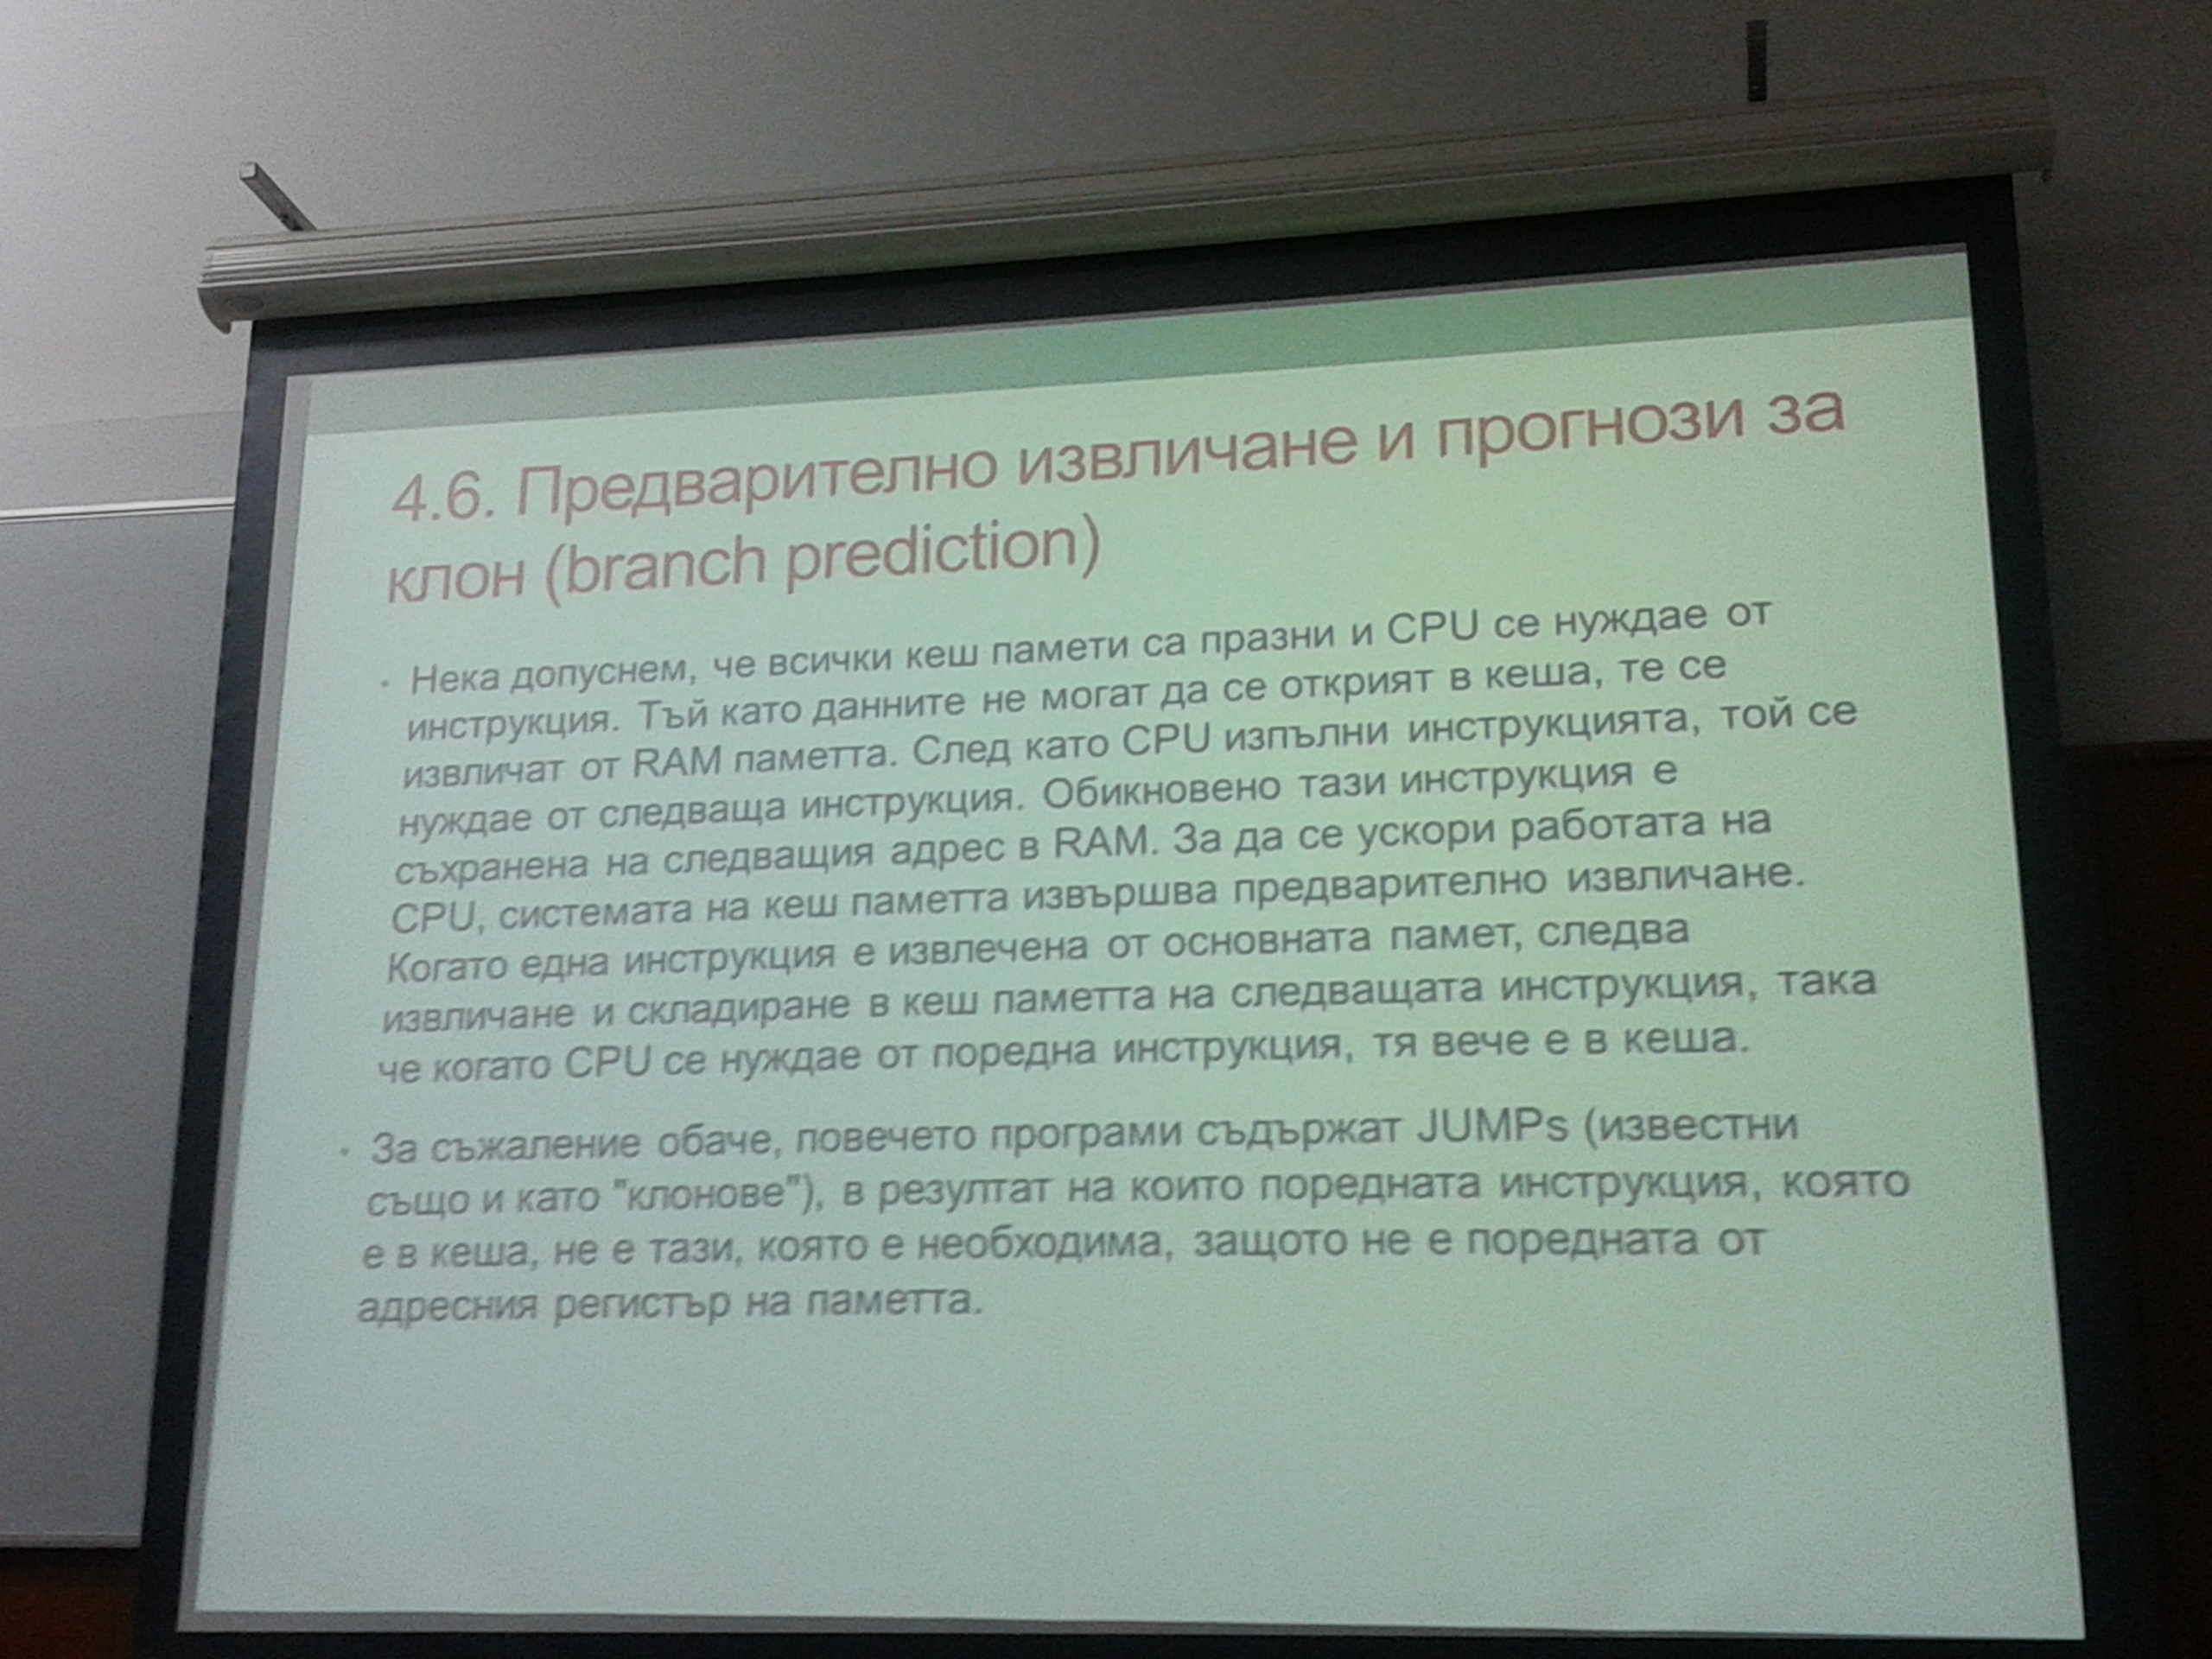 4.6. Предварително извличане и прогнози за
клон (branch prediction)
• Нека допуснем, че всички кеш памети са празни и CPU се нуждае от
инструкция. Тъй като данните не могат да се открият в кеша, те се
извличат от RAM паметта. След като CPU изпълни инструкцията, той се
нуждае от следваща инструкция. Обикновено тази инструкция е
съхранена на следващия адрес в RAM. За да се ускори работата на
CPU, системата на кеш паметта извършва предварително извличане.
Когато една инструкция е извлечена от основната памет, следва
извличане и складиране в кеш паметта на следващата инструкция, така
че когато CPU се нуждае от поредна инструкция, тя вече е в кеша.
• За съжаление обаче, повечето програми съдържат JUMPs (известни
също и като "клонове"), в резултат на които поредната инструкция, която
е в кеша, не е тази, която е необходима, защото не е поредната от
адресния регистър на паметта.